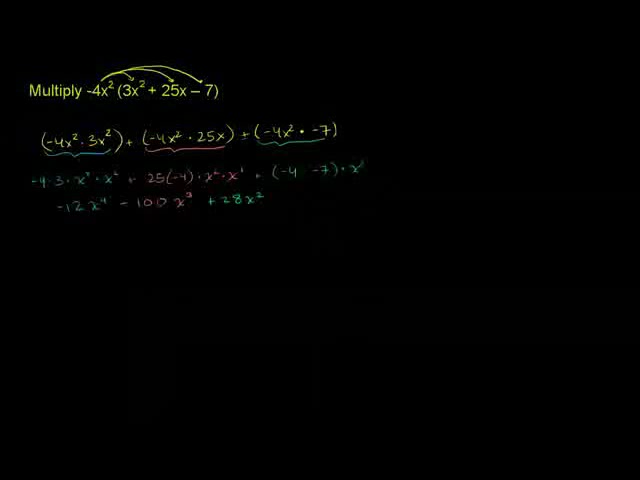 Multiply -4x² (3x² + 25x – 7)
(-4x² · 3x²) + (-4x² · 25x) + (-4x² · -7)
-4·3·x²·x² + 25(-4)·x²·x¹ + (-4 · -7)·x²
-12x⁴ - 100x³ + 28x²